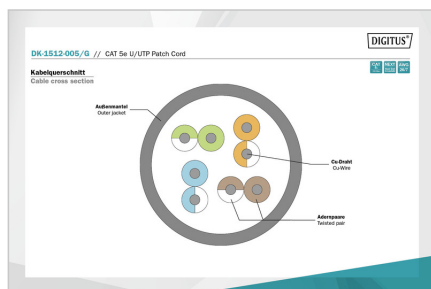 DIGITUS®
DK-1512-005/G // CAT 5e U/UTP Patch Cord
Kabelquerschnitt
Cable cross section
Außenmantel
Outer jacket
Cu-Draht
Cu-Wire
Adernpaare
Twisted pair